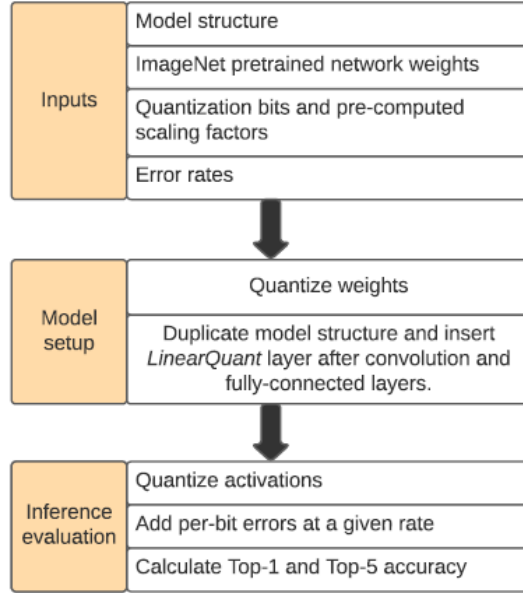 Inputs
Model structure
ImageNet pretrained network weights
Quantization bits and pre-computed
scaling factors
Error rates
Model
setup
Quantize weights
Duplicate model structure and insert
LinearQuant layer after convolution and
fully-connected layers.
Inference
evaluation
Quantize activations
Add per-bit errors at a given rate
Calculate Top-1 and Top-5 accuracy